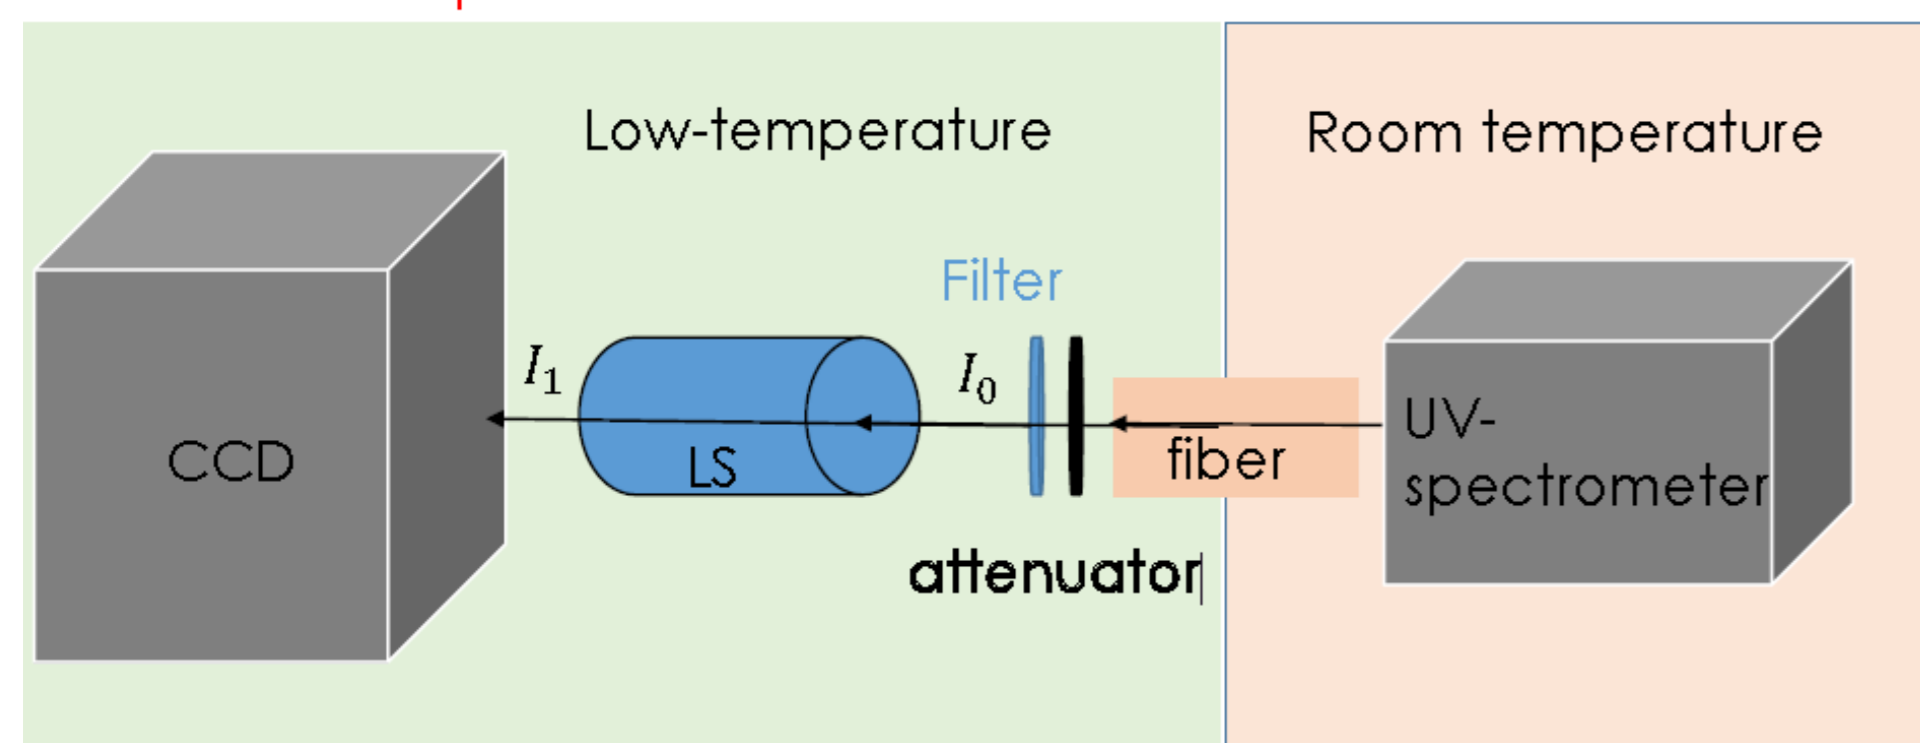 Low-temperature
Room temperature
Filter
I₁
I₀
CCD
LS
fiber
UV-
spectrometer
attenuator